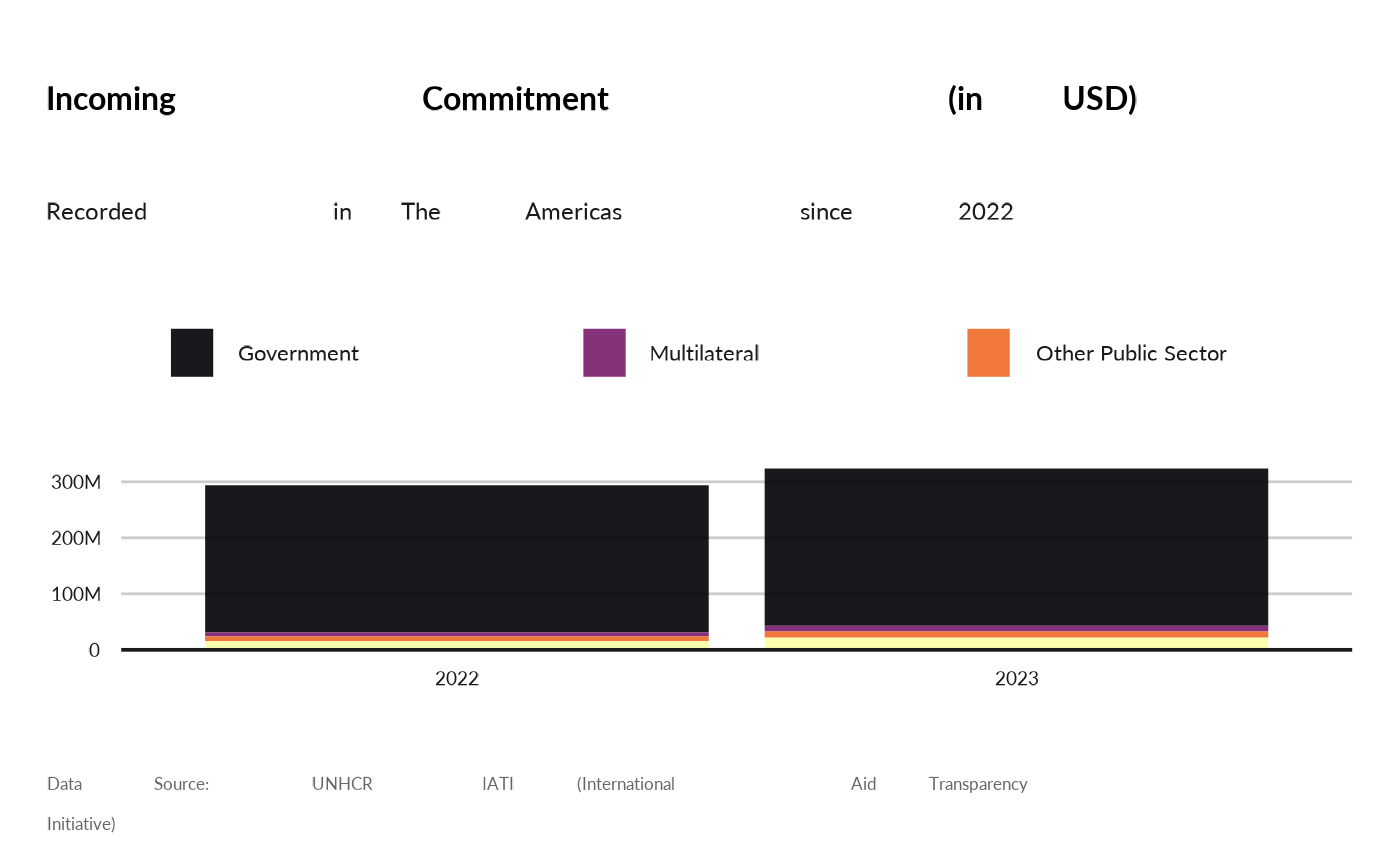 Incoming Commitment (in USD)
Recorded in The Americas since 2022
Government Multilateral Other Public Sector
300M
200M
100M
0
2022 2023
Data Source: UNHCR IATI (International Aid Transparency
Initiative)